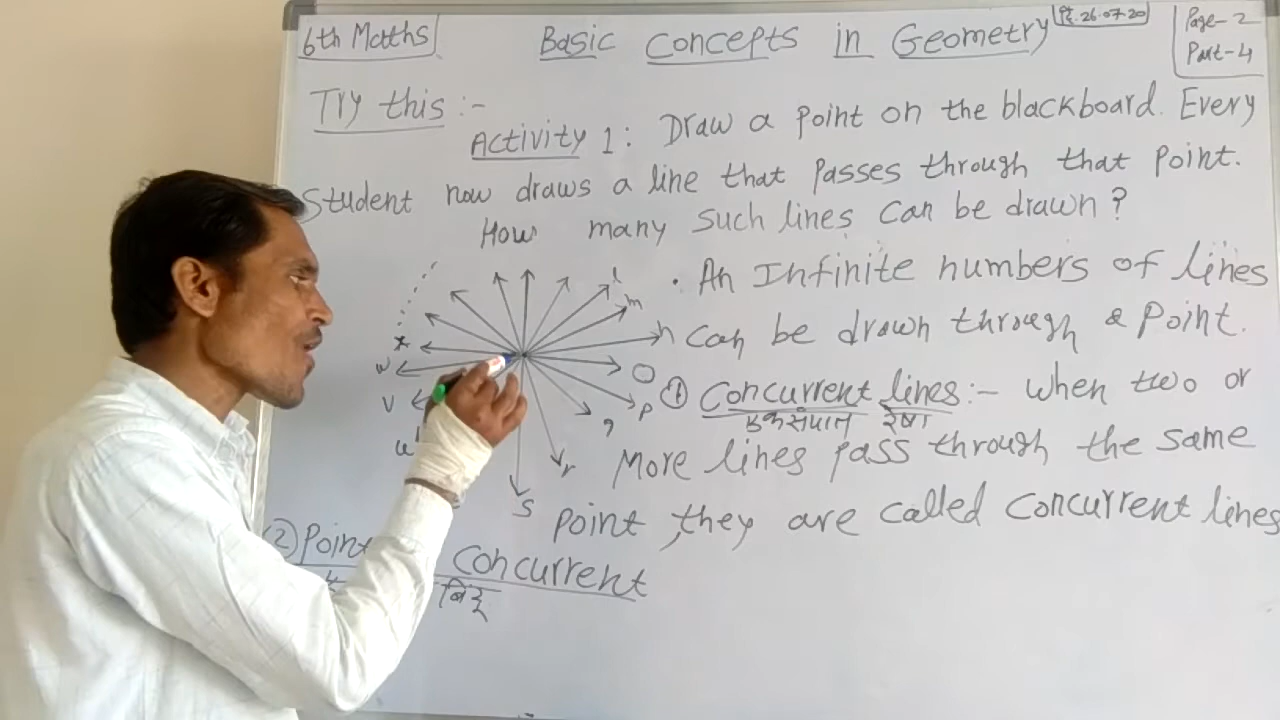 6th Maths
Basic Concepts in Geometry
दि. 26.07.20
Page-2
Part-4
Try this :-
Activity 1: Draw a point on the blackboard. Every
Student now draws a line that passes through that point.
How many such lines can be drawn?
• An Infinite numbers of lines
can be drawn through a point.
① Concurrent lines:- When two or
एकसंपात रेषा
More lines pass through the same
point, they are called concurrent lines
l
m
n
o
p
q
r
s
u
v
w
x
(2) Point Concurrent
बिंदू